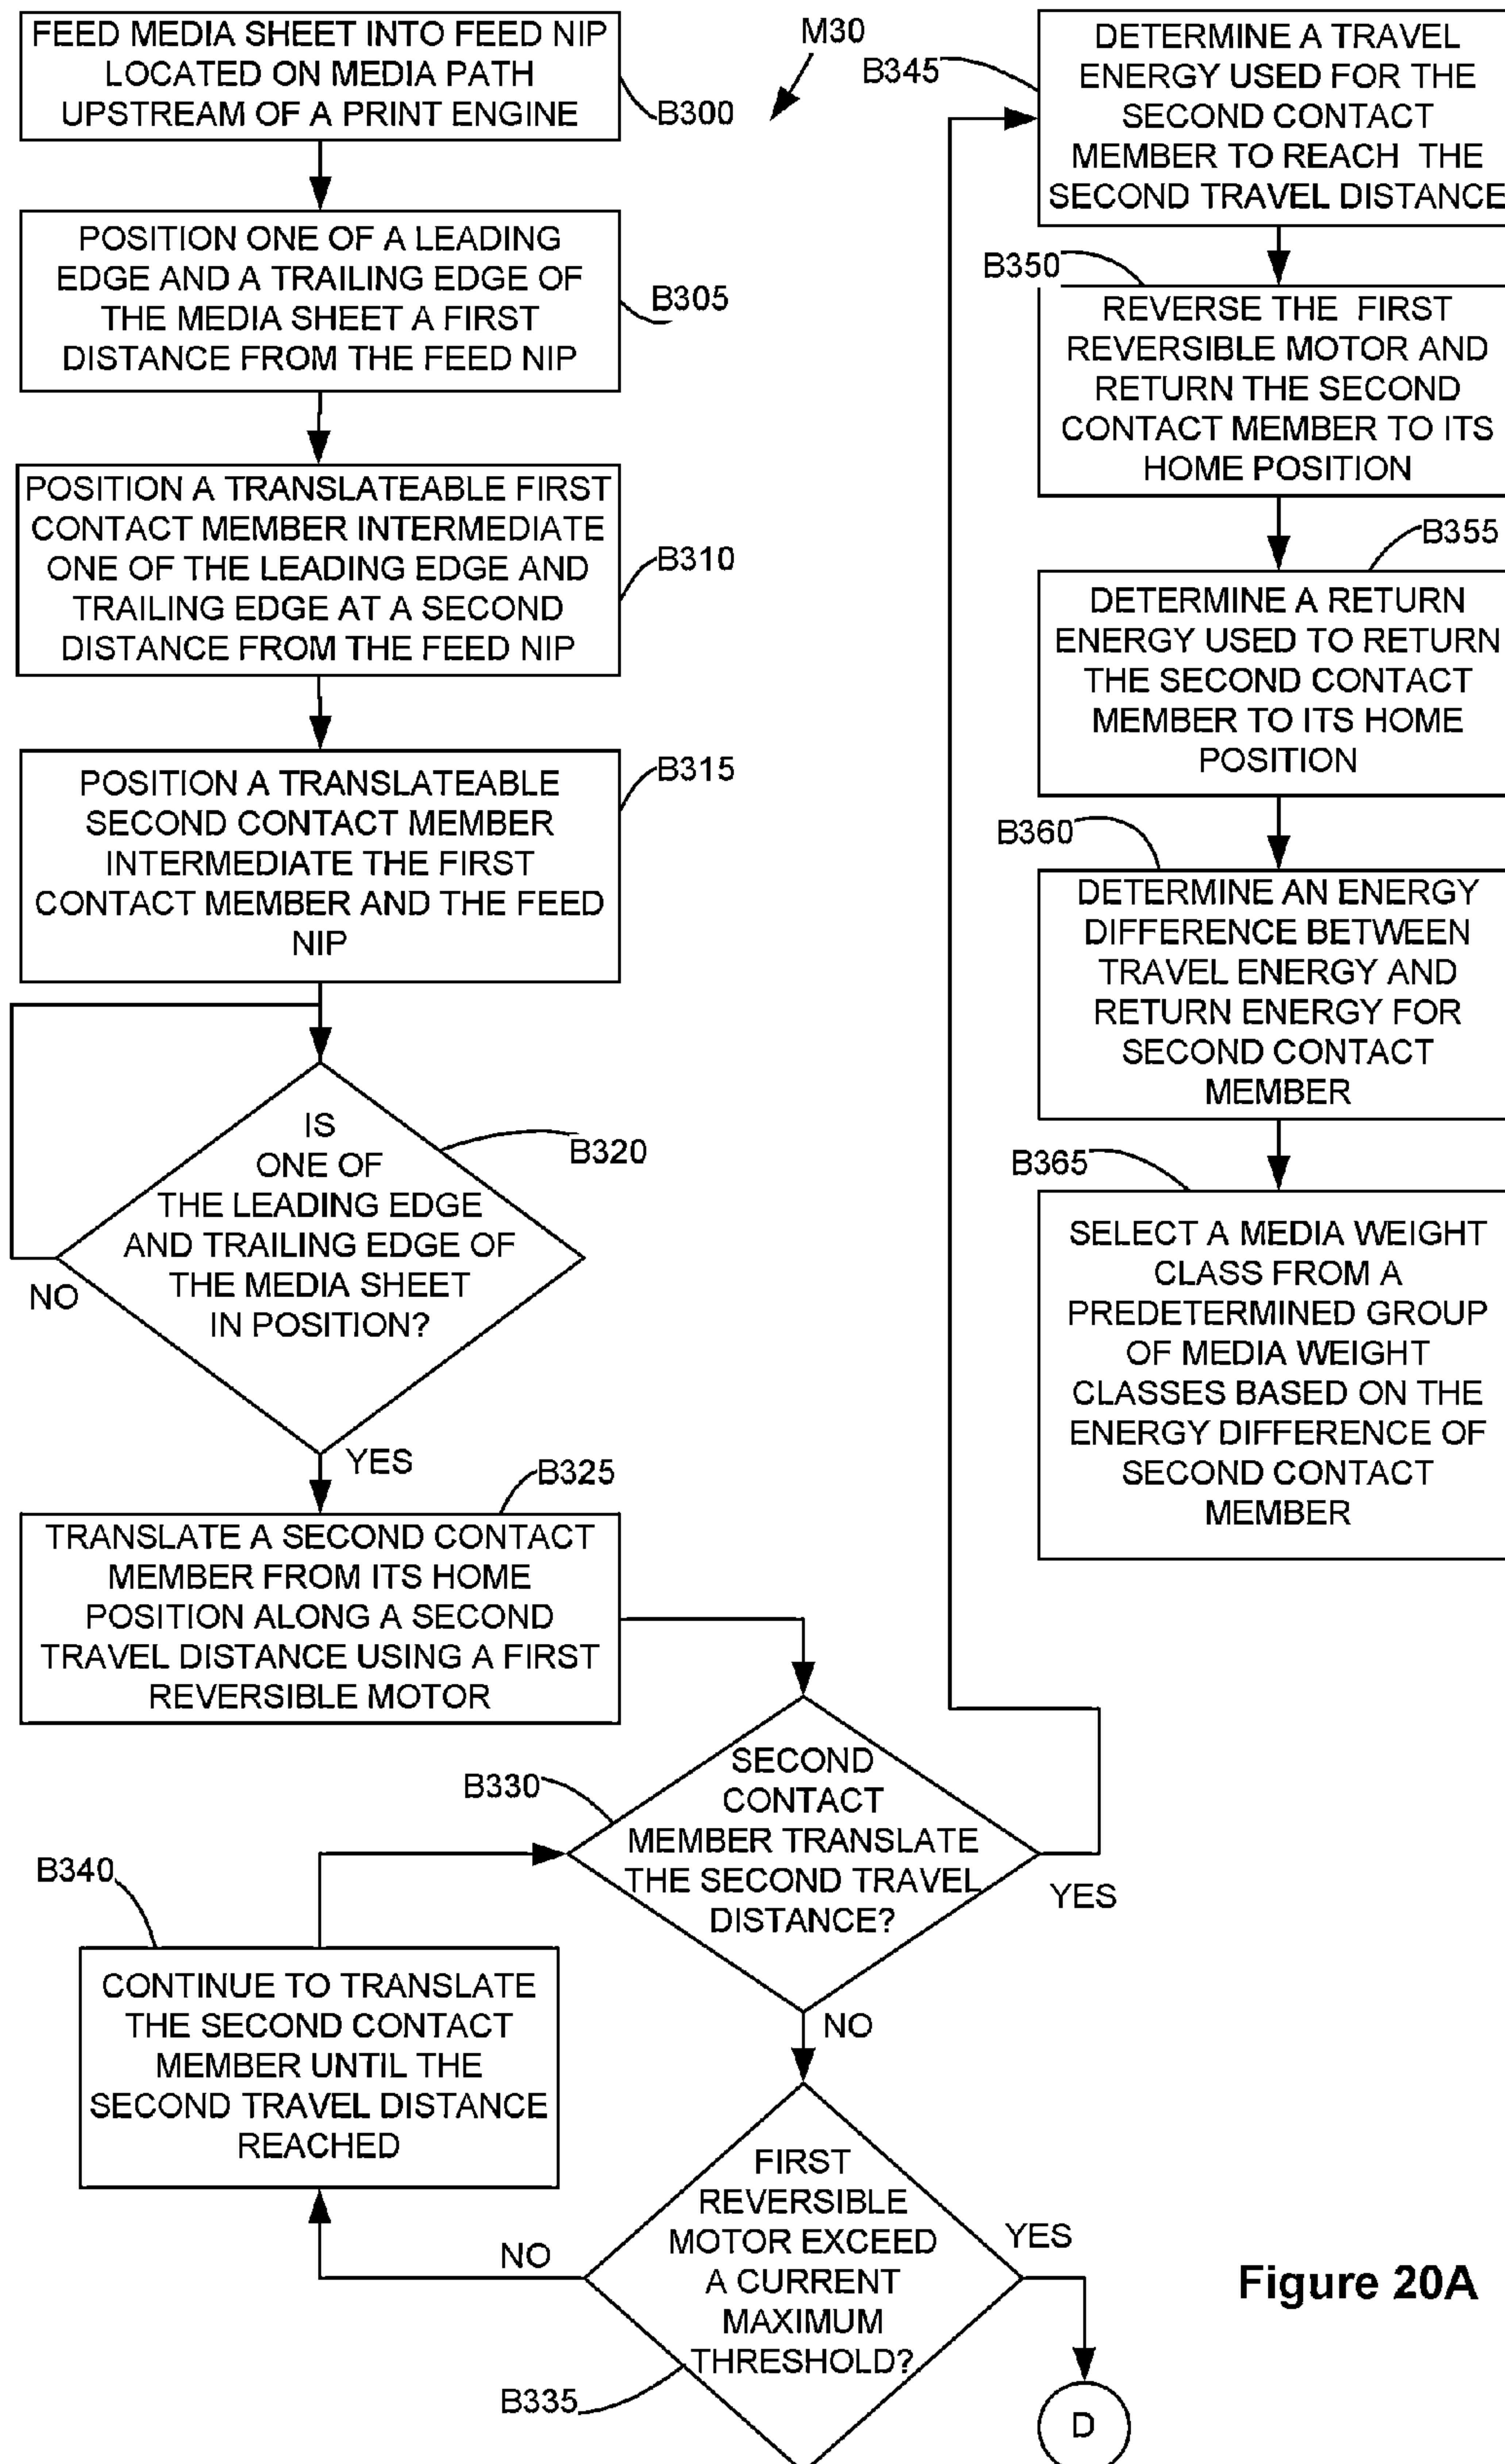 FEED MEDIA SHEET INTO FEED NIP
LOCATED ON MEDIA PATH
UPSTREAM OF A PRINT ENGINE
B300
M30
POSITION ONE OF A LEADING
EDGE AND A TRAILING EDGE OF
THE MEDIA SHEET A FIRST
DISTANCE FROM THE FEED NIP
B305
POSITION A TRANSLATEABLE FIRST
CONTACT MEMBER INTERMEDIATE
ONE OF THE LEADING EDGE AND
TRAILING EDGE AT A SECOND
DISTANCE FROM THE FEED NIP
B310
POSITION A TRANSLATEABLE
SECOND CONTACT MEMBER
INTERMEDIATE THE FIRST
CONTACT MEMBER AND THE FEED
NIP
B315
IS
ONE OF
THE LEADING EDGE
AND TRAILING EDGE OF
THE MEDIA SHEET
IN POSITION?
B320
NO
YES
B325
TRANSLATE A SECOND CONTACT
MEMBER FROM ITS HOME
POSITION ALONG A SECOND
TRAVEL DISTANCE USING A FIRST
REVERSIBLE MOTOR
B330
SECOND
CONTACT
MEMBER TRANSLATE
THE SECOND TRAVEL
DISTANCE?
YES
NO
B340
CONTINUE TO TRANSLATE
THE SECOND CONTACT
MEMBER UNTIL THE
SECOND TRAVEL DISTANCE
REACHED
FIRST
REVERSIBLE
MOTOR EXCEED
A CURRENT
MAXIMUM
THRESHOLD?
NO
YES
B335
D
B345
DETERMINE A TRAVEL
ENERGY USED FOR THE
SECOND CONTACT
MEMBER TO REACH THE
SECOND TRAVEL DISTANCE
B350
REVERSE THE FIRST
REVERSIBLE MOTOR AND
RETURN THE SECOND
CONTACT MEMBER TO ITS
HOME POSITION
B355
DETERMINE A RETURN
ENERGY USED TO RETURN
THE SECOND CONTACT
MEMBER TO ITS HOME
POSITION
B360
DETERMINE AN ENERGY
DIFFERENCE BETWEEN
TRAVEL ENERGY AND
RETURN ENERGY FOR
SECOND CONTACT
MEMBER
B365
SELECT A MEDIA WEIGHT
CLASS FROM A
PREDETERMINED GROUP
OF MEDIA WEIGHT
CLASSES BASED ON THE
ENERGY DIFFERENCE OF
SECOND CONTACT
MEMBER
Figure 20A